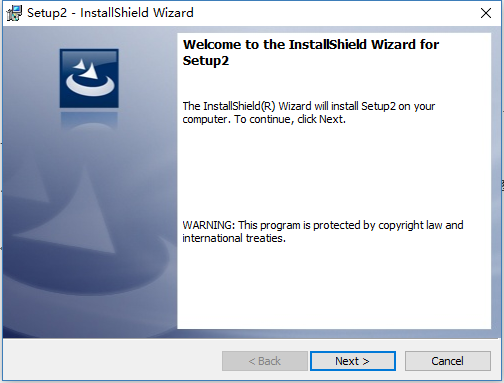 Setup2 - InstallShield Wizard
Welcome to the InstallShield Wizard for
Setup2
The InstallShield(R) Wizard will install Setup2 on your
computer. To continue, click Next.
WARNING: This program is protected by copyright law and
international treaties.
< Back
Next >
Cancel